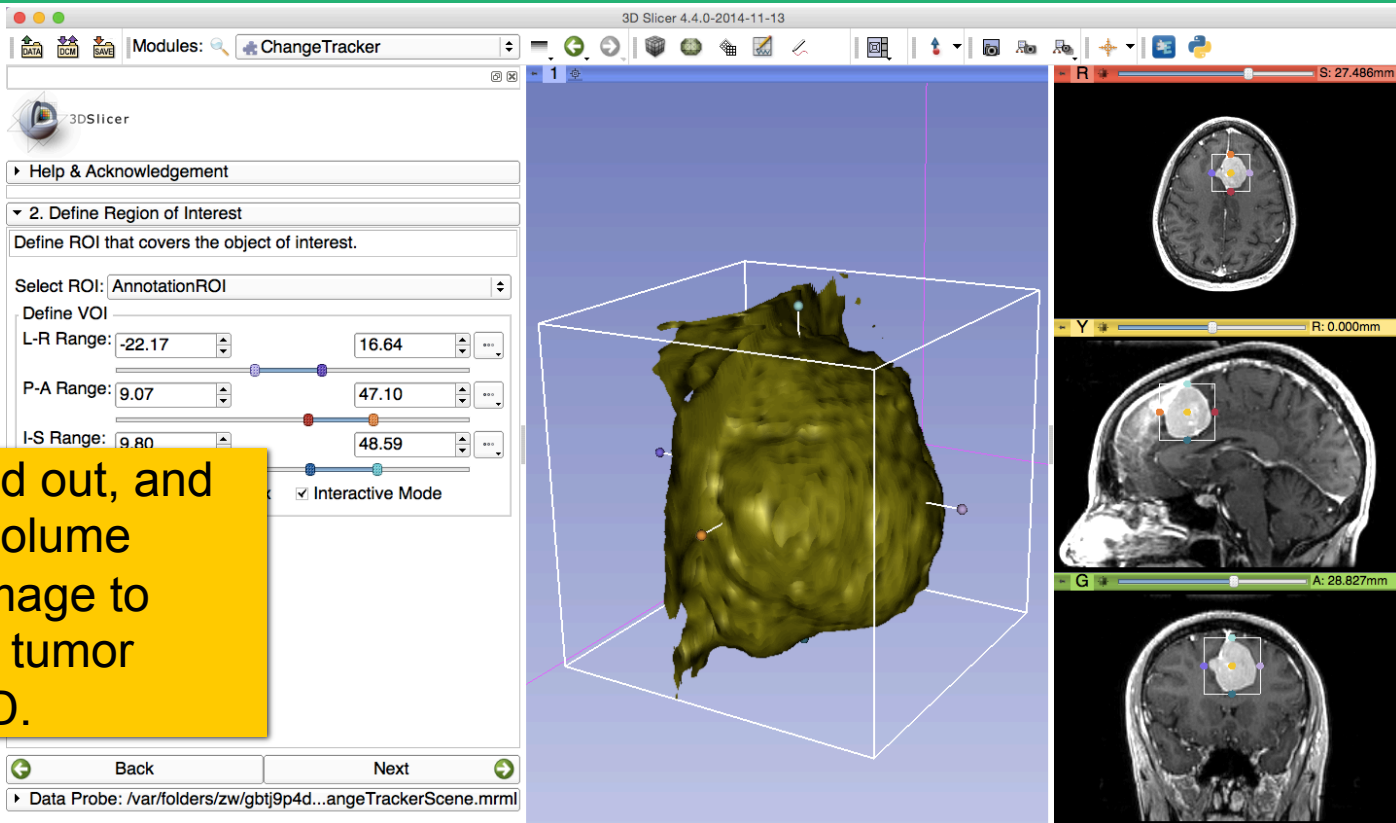 3D Slicer 4.4.0-2014-11-13
DATA DCM SAVE Modules: ChangeTracker
3DSlicer
Help & Acknowledgement
2. Define Region of Interest
Define ROI that covers the object of interest.
Select ROI: AnnotationROI
Define VOI
L-R Range: -22.17 16.64
P-A Range: 9.07 47.10
I-S Range: 9.80 48.59
Interactive Mode
d out, and
olume
nage to
tumor
D.
Back Next
Data Probe: /var/folders/zw/gbtj9p4d...angeTrackerScene.mrml
1
R S: 27.486mm
Y R: 0.000mm
G A: 28.827mm